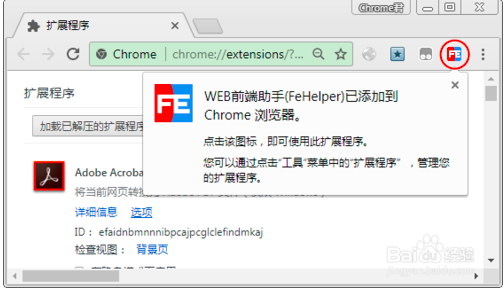 Chrome君
扩展程序
Chrome | chrome://extensions/?...
FE
扩展程序
加载已解压的扩展程序
FE
WEB前端助手(FeHelper)已添加到
Chrome 浏览器。
点击该图标，即可使用此扩展程序。
您可以通过点击“工具”菜单中的“扩展程序”，管理您
的扩展程序。
Adobe Acroba
将当前网页转
详细信息 选项
ID： efaidnbmnnnibpcajpcglclefindmkaj
检查视图： 背景页
Baidu 经验